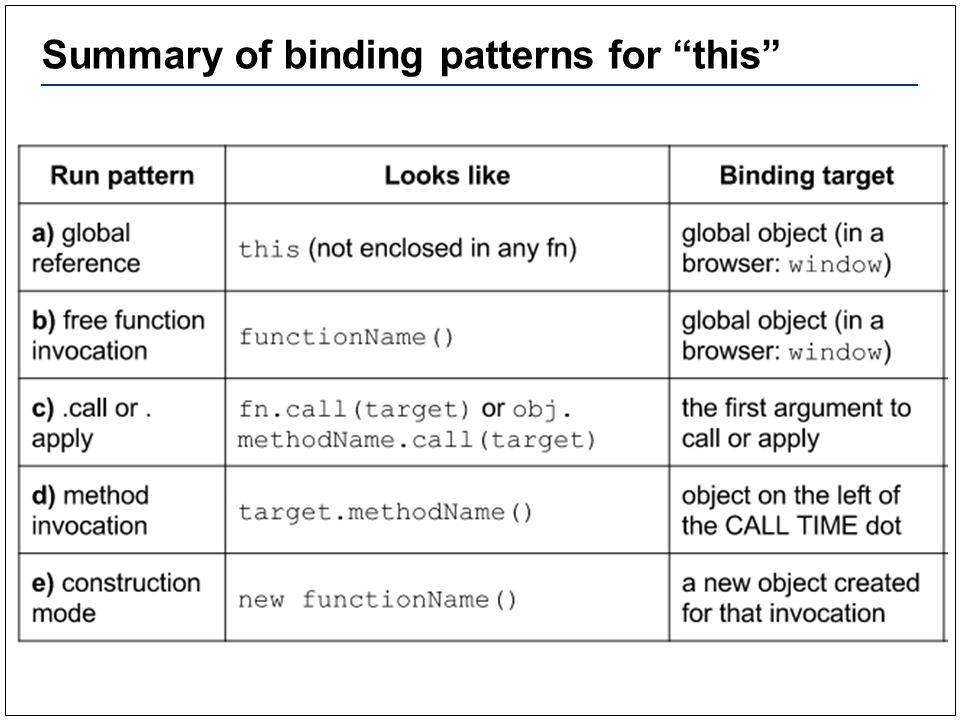 Summary of binding patterns for “this”
Run pattern
Looks like
Binding target
a) global
reference
this (not enclosed in any fn)
global object (in a
browser: window)
b) free function
invocation
functionName()
global object (in a
browser: window)
c) .call or .
apply
fn.call(target) or obj.
methodName.call(target)
the first argument to
call or apply
d) method
invocation
target.methodName()
object on the left of
the CALL TIME dot
e) construction
mode
new functionName()
a new object created
for that invocation